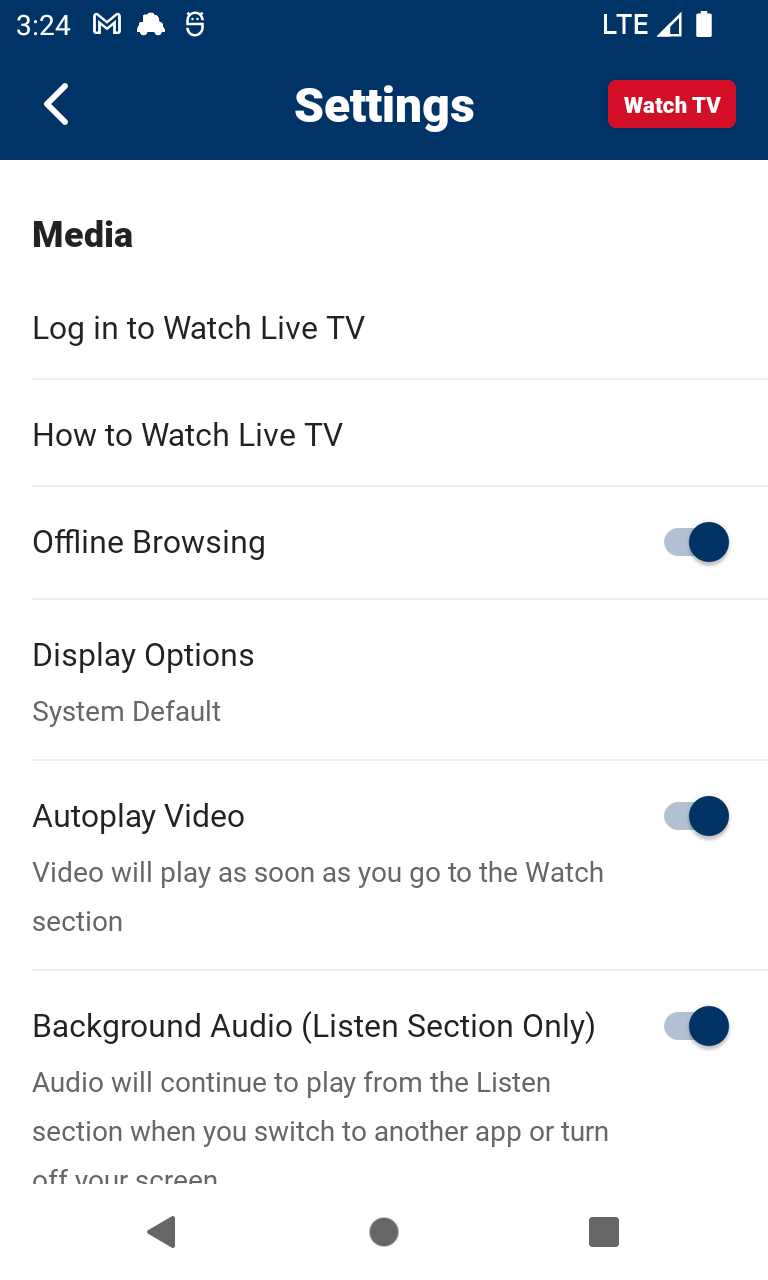 3:24
LTE
Settings
Watch TV
Media
Log in to Watch Live TV
How to Watch Live TV
Offline Browsing
Display Options
System Default
Autoplay Video
Video will play as soon as you go to the Watch
section
Background Audio (Listen Section Only)
Audio will continue to play from the Listen
section when you switch to another app or turn
off your screen